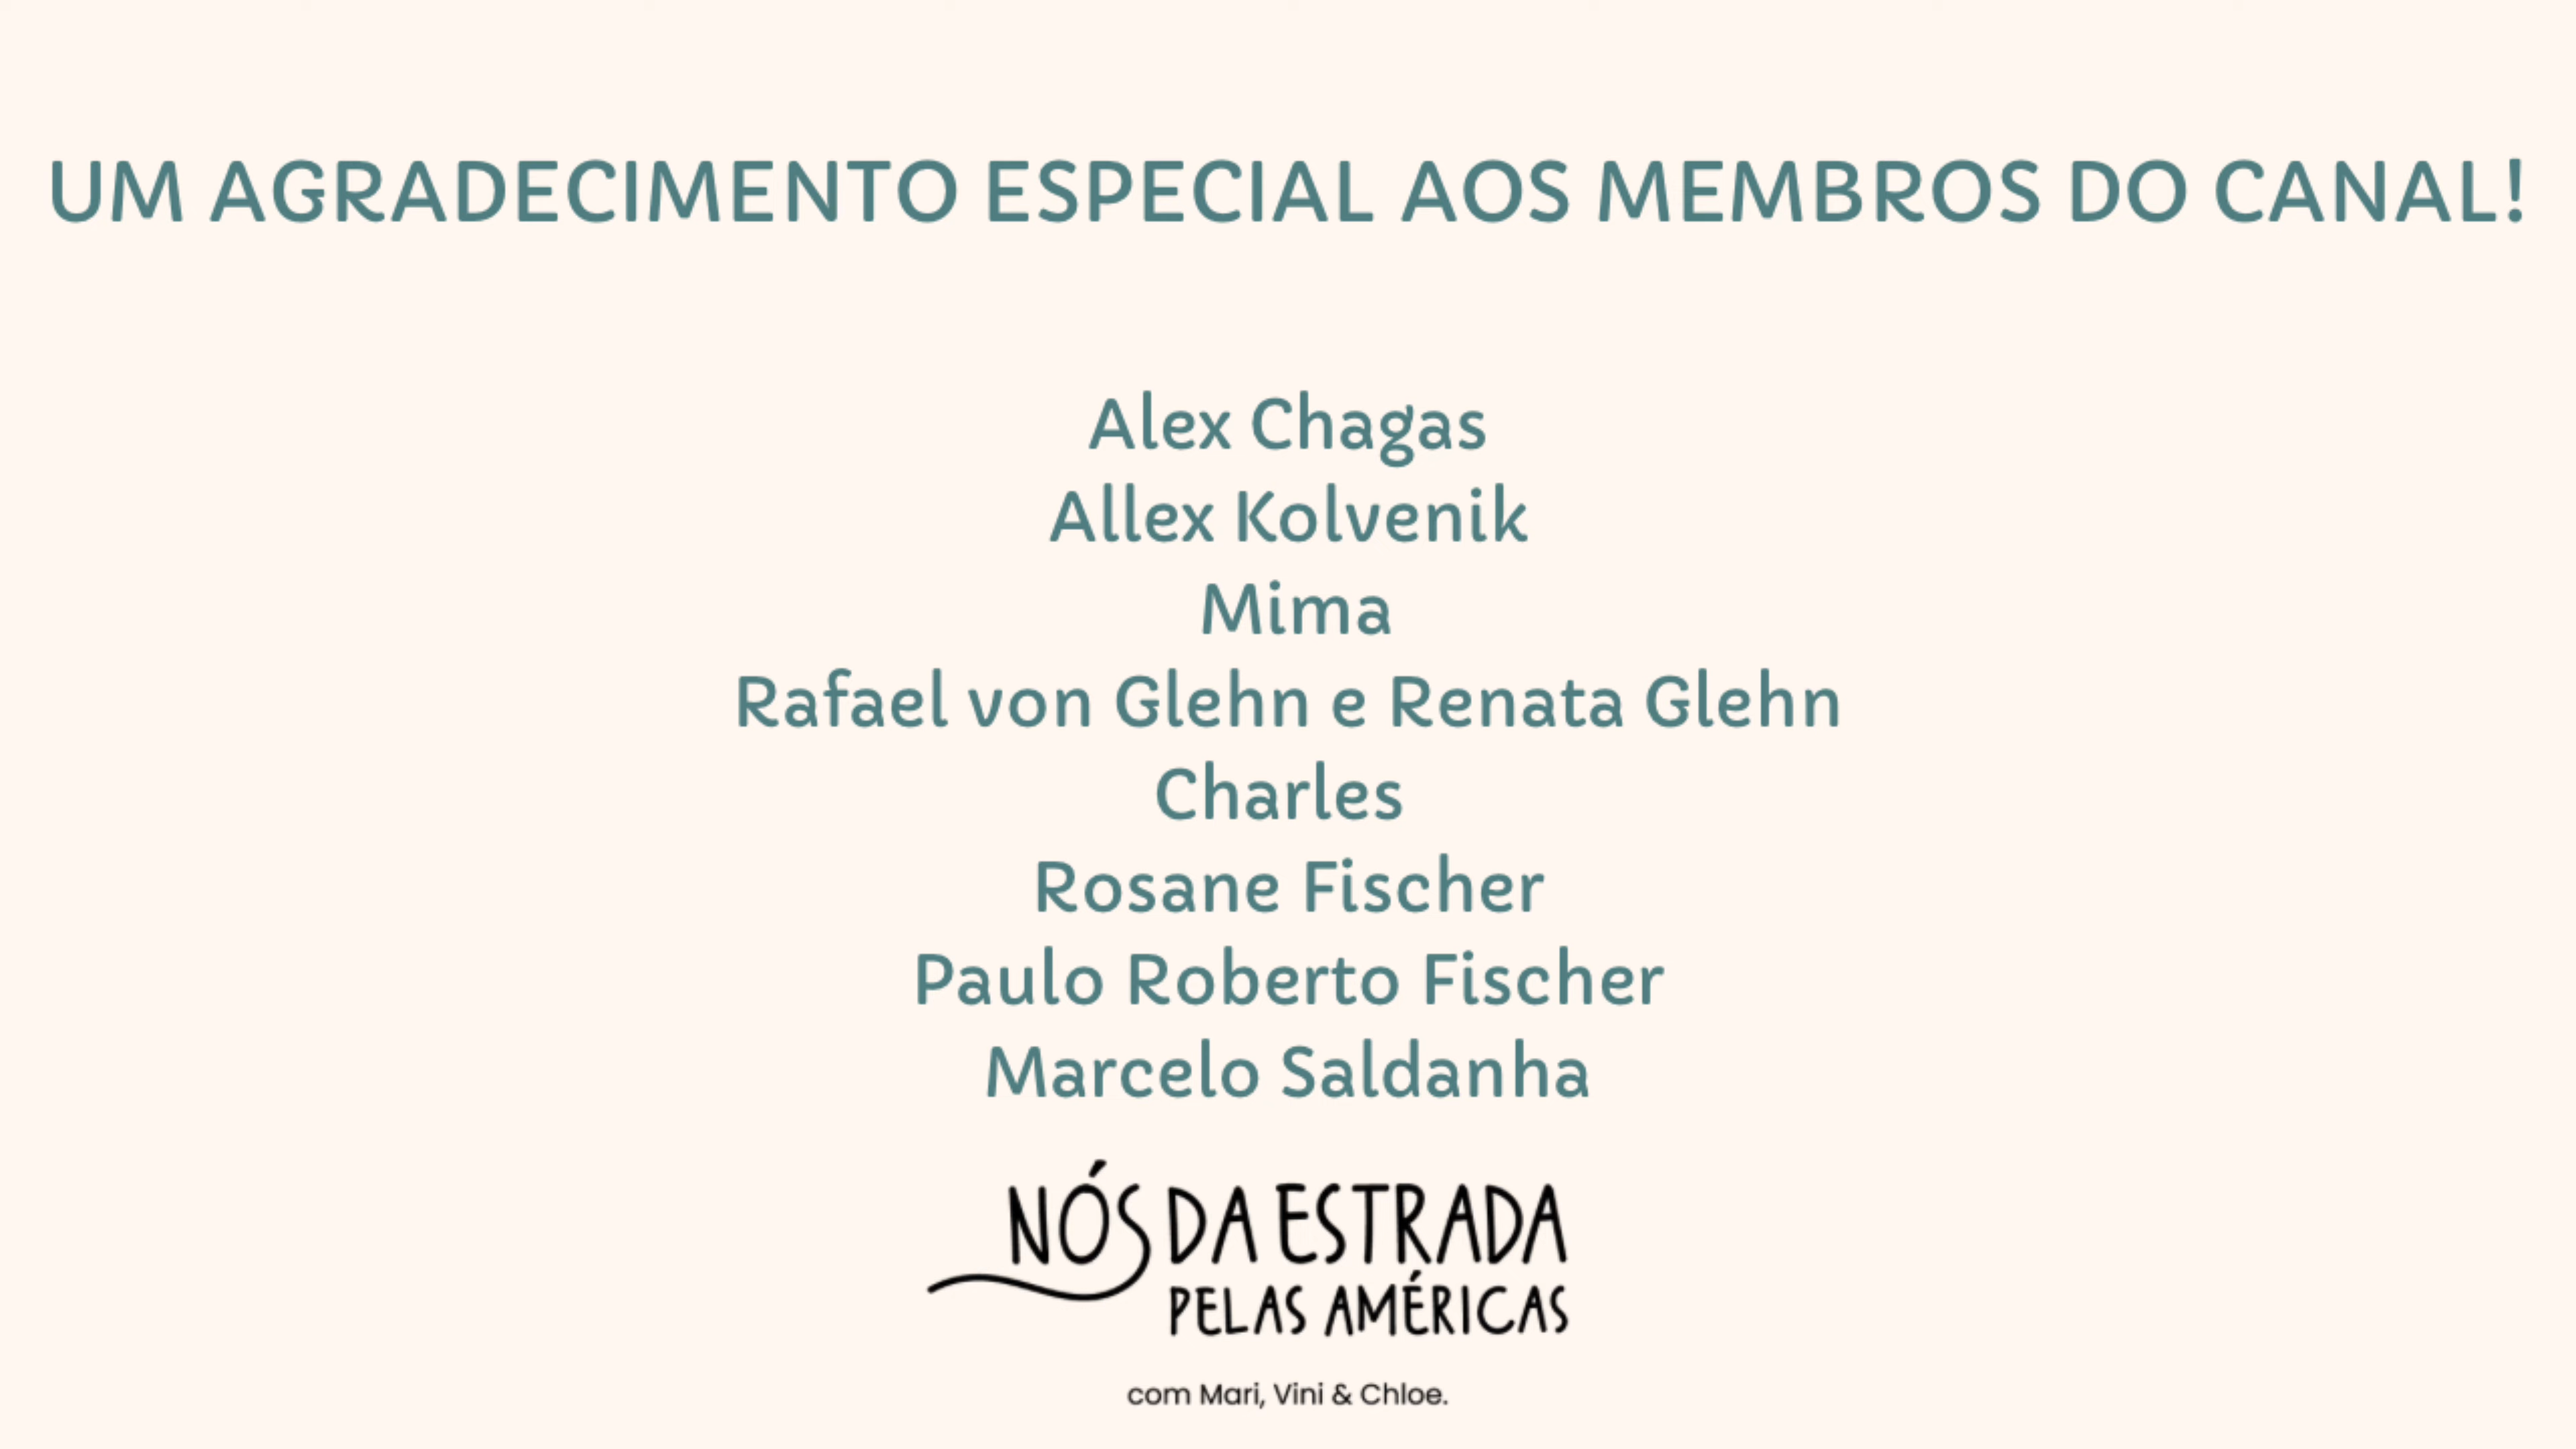 UM AGRADECIMENTO ESPECIAL AOS MEMBROS DO CANAL!
Alex Chagas
Allex Kolvenik
Mima
Rafael von Glehn e Renata Glehn
Charles
Rosane Fischer
Paulo Roberto Fischer
Marcelo Saldanha
NÓS DA ESTRADA
PELAS AMÉRICAS
com Mari, Vini & Chloe.